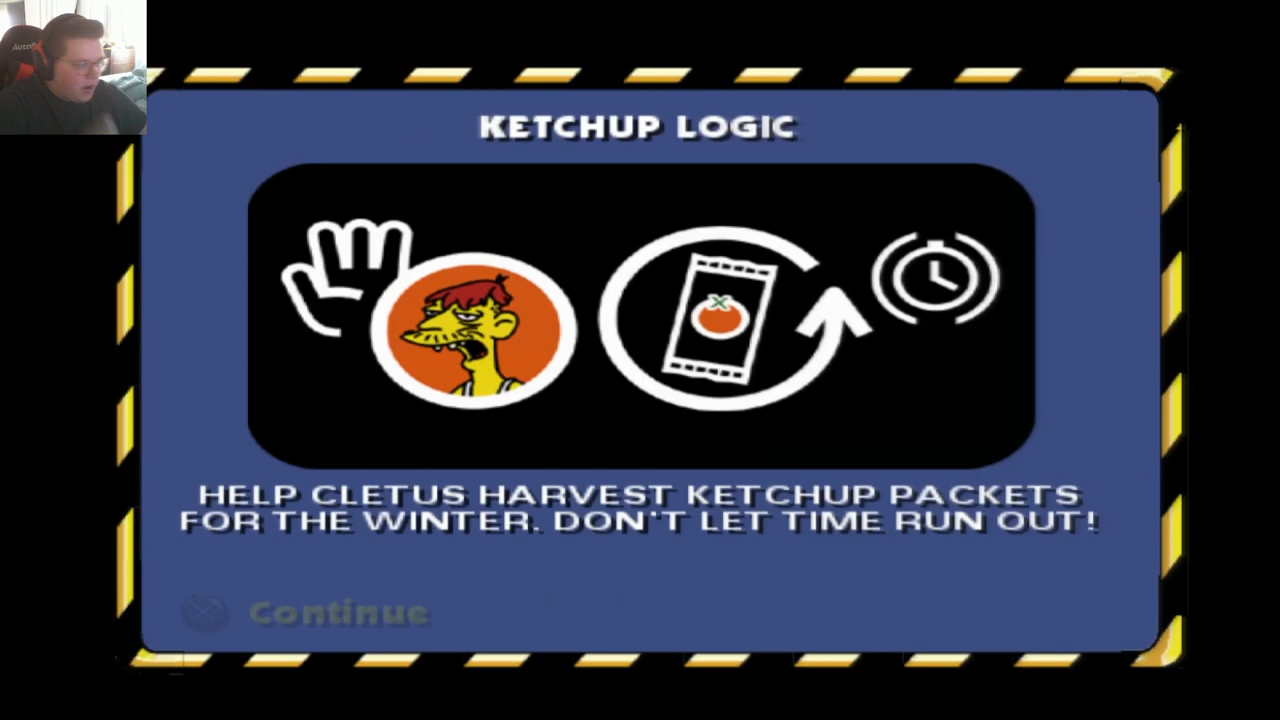 KETCHUP LOGIC
HELP CLETUS HARVEST KETCHUP PACKETS
FOR THE WINTER. DON'T LET TIME RUN OUT!
Continue